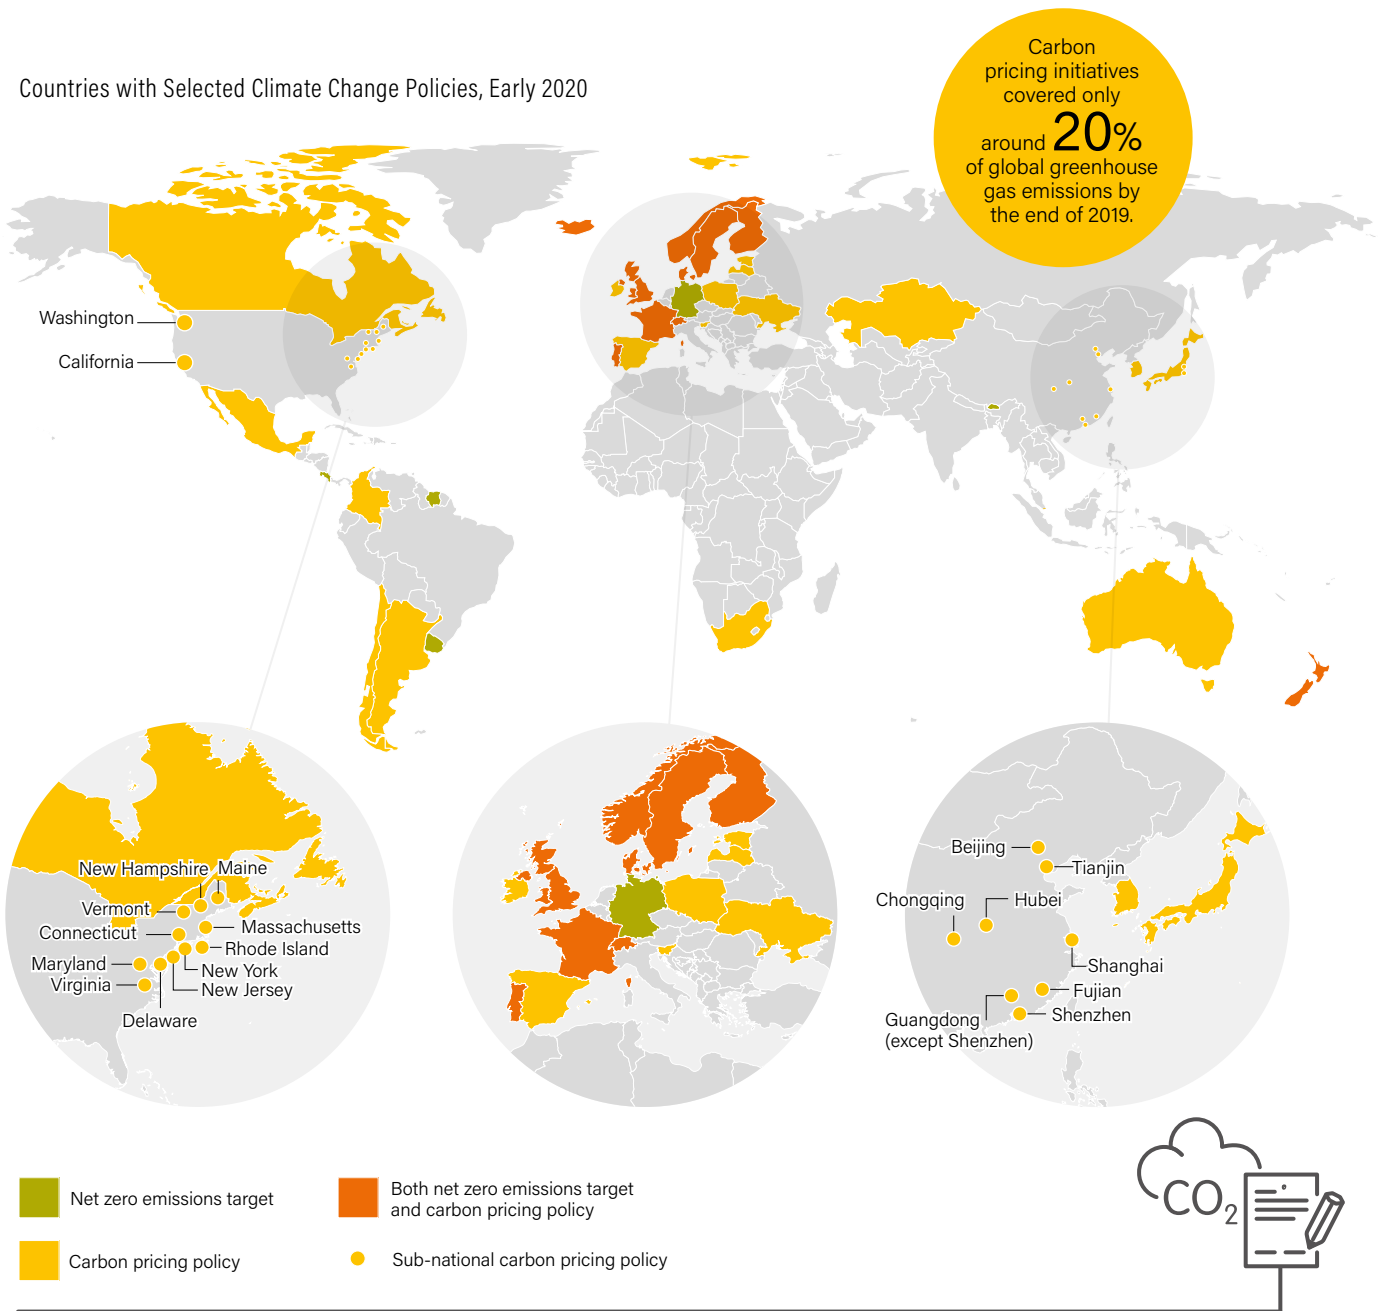 Countries with Selected Climate Change Policies, Early 2020
Carbon
pricing initiatives
covered only
around 20%
of global greenhouse
gas emissions by
the end of 2019.
Washington
California
New Hampshire
Maine
Vermont
Connecticut
Massachusetts
Rhode Island
Maryland
New York
Virginia
New Jersey
Delaware
Beijing
Tianjin
Chongqing
Hubei
Shanghai
Fujian
Shenzhen
Guangdong
(except Shenzhen)
Net zero emissions target
Both net zero emissions target
and carbon pricing policy
Carbon pricing policy
Sub-national carbon pricing policy
CO2